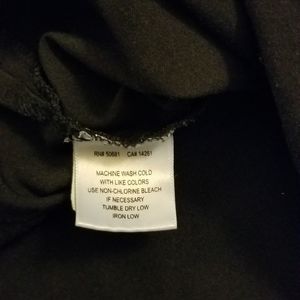 RN# 50681 CA# 14261
MACHINE WASH COLD
WITH LIKE COLORS
USE NON-CHLORINE BLEACH
IF NECESSARY
TUMBLE DRY LOW
IRON LOW